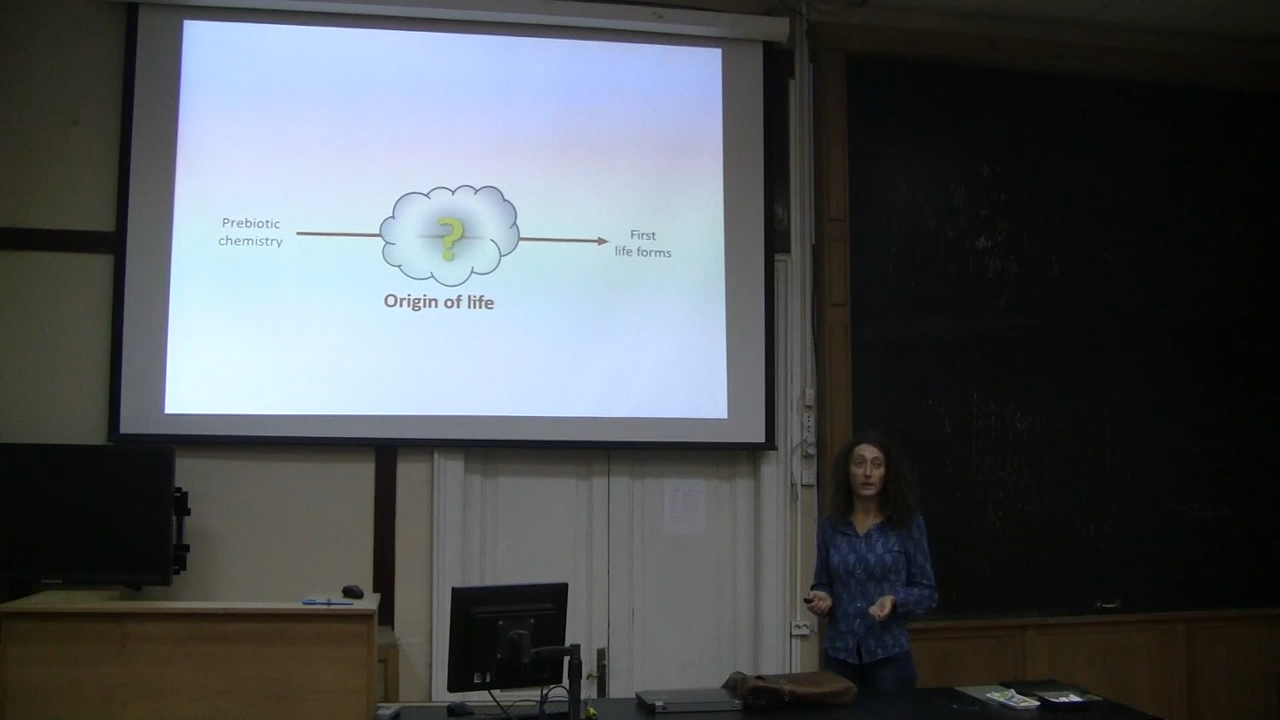 Prebiotic
chemistry
?
First
life forms
Origin of life